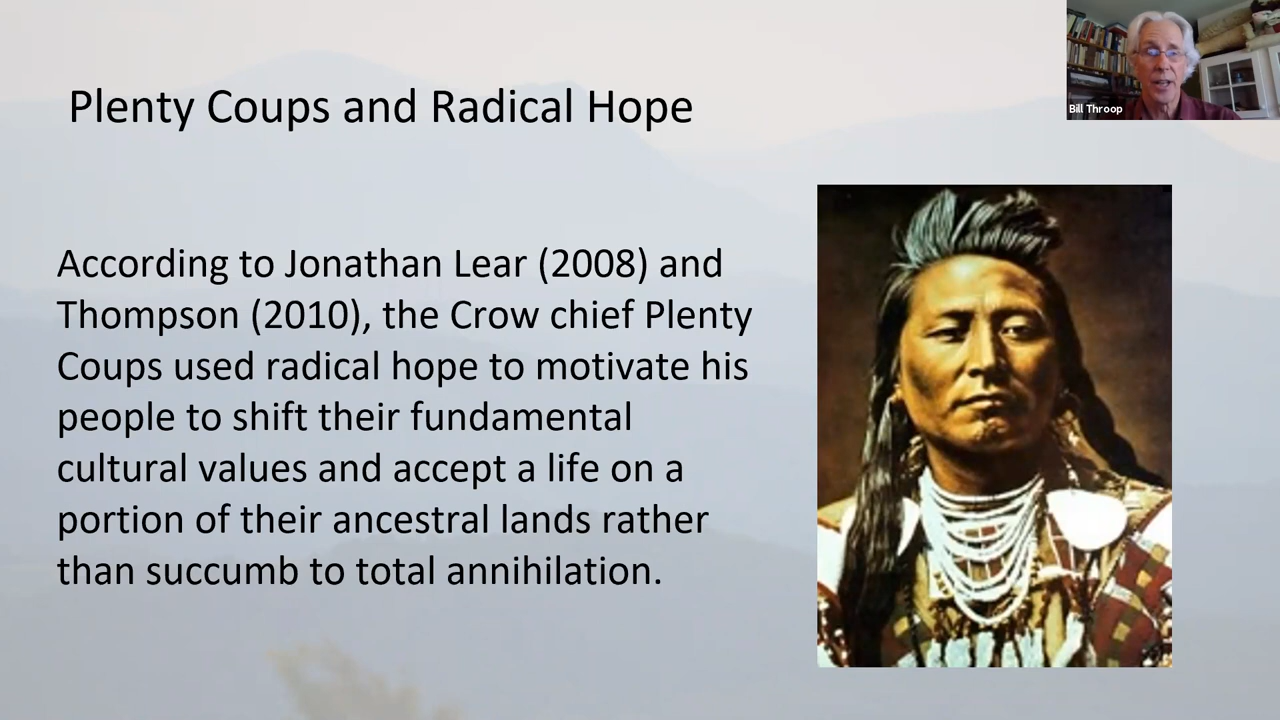 Plenty Coups and Radical Hope
Bill Throop
According to Jonathan Lear (2008) and
Thompson (2010), the Crow chief Plenty
Coups used radical hope to motivate his
people to shift their fundamental
cultural values and accept a life on a
portion of their ancestral lands rather
than succumb to total annihilation.